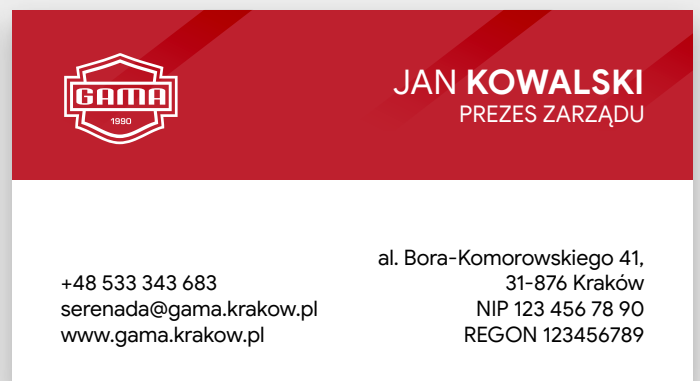 GAMA
1990
JAN KOWALSKI
PREZES ZARZĄDU
+48 533 343 683
serenada@gama.krakow.pl
www.gama.krakow.pl
al. Bora-Komorowskiego 41,
31-876 Kraków
NIP 123 456 78 90
REGON 123456789